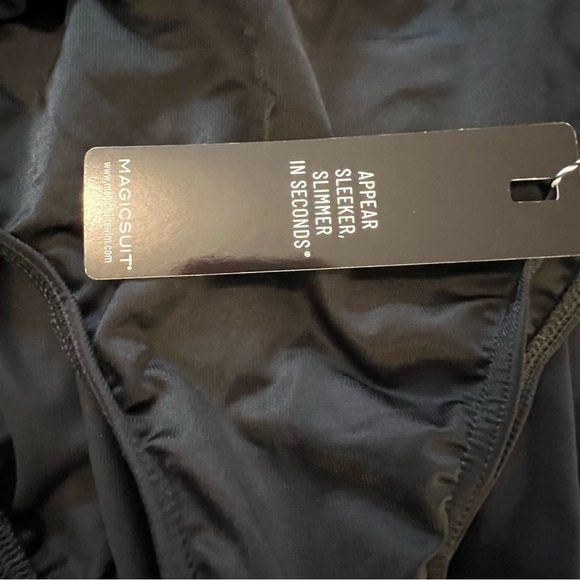 APPEAR
SLEEKER,
SLIMMER
IN SECONDS®
MAGICSUIT®
www.magicsuitswim.com